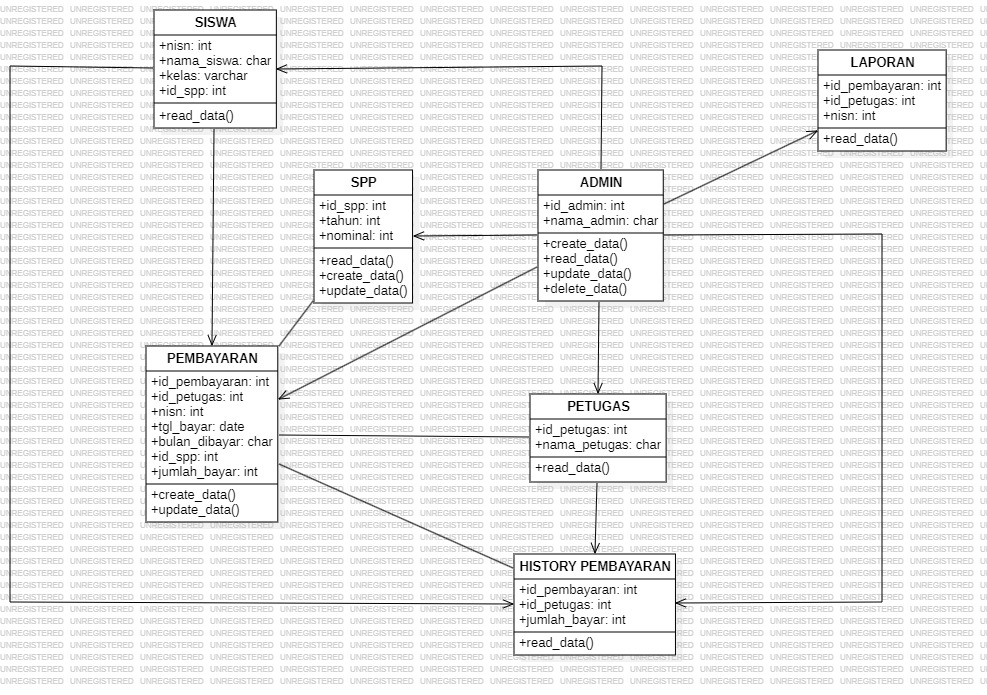 SISWA
+nisn: int
+nama_siswa: char
+kelas: varchar
+id_spp: int
+read_data()
LAPORAN
+id_pembayaran: int
+id_petugas: int
+nisn: int
+read_data()
SPP
+id_spp: int
+tahun: int
+nominal: int
+read_data()
+create_data()
+update_data()
ADMIN
+id_admin: int
+nama_admin: char
+create_data()
+read_data()
+update_data()
+delete_data()
PEMBAYARAN
+id_pembayaran: int
+id_petugas: int
+nisn: int
+tgl_bayar: date
+bulan_dibayar: char
+id_spp: int
+jumlah_bayar: int
+create_data()
+update_data()
PETUGAS
+id_petugas: int
+nama_petugas: char
+read_data()
HISTORY PEMBAYARAN
+id_pembayaran: int
+id_petugas: int
+jumlah_bayar: int
+read_data()
UNREGISTERED